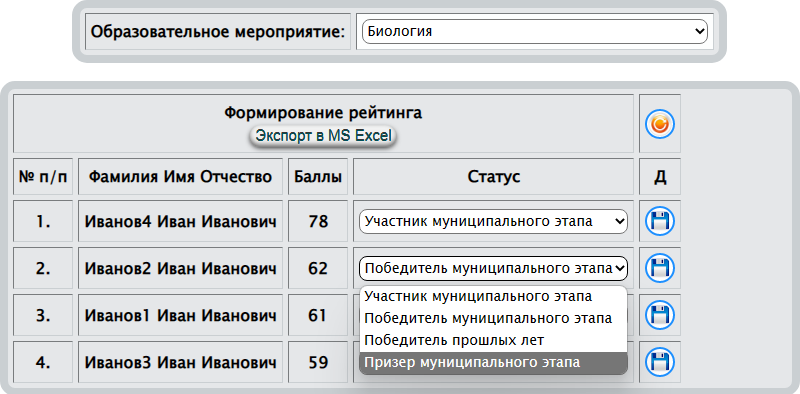 Образовательное мероприятие: Биология
Формирование рейтинга
Экспорт в MS Excel
№ п/п Фамилия Имя Отчество Баллы Статус Д
1. Иванов4 Иван Иванович 78 Участник муниципального этапа
2. Иванов2 Иван Иванович 62 Победитель муниципального этапа
Участник муниципального этапа
3. Иванов1 Иван Иванович 61 Победитель муниципального этапа
Победитель прошлых лет
4. Иванов3 Иван Иванович 59 Призер муниципального этапа